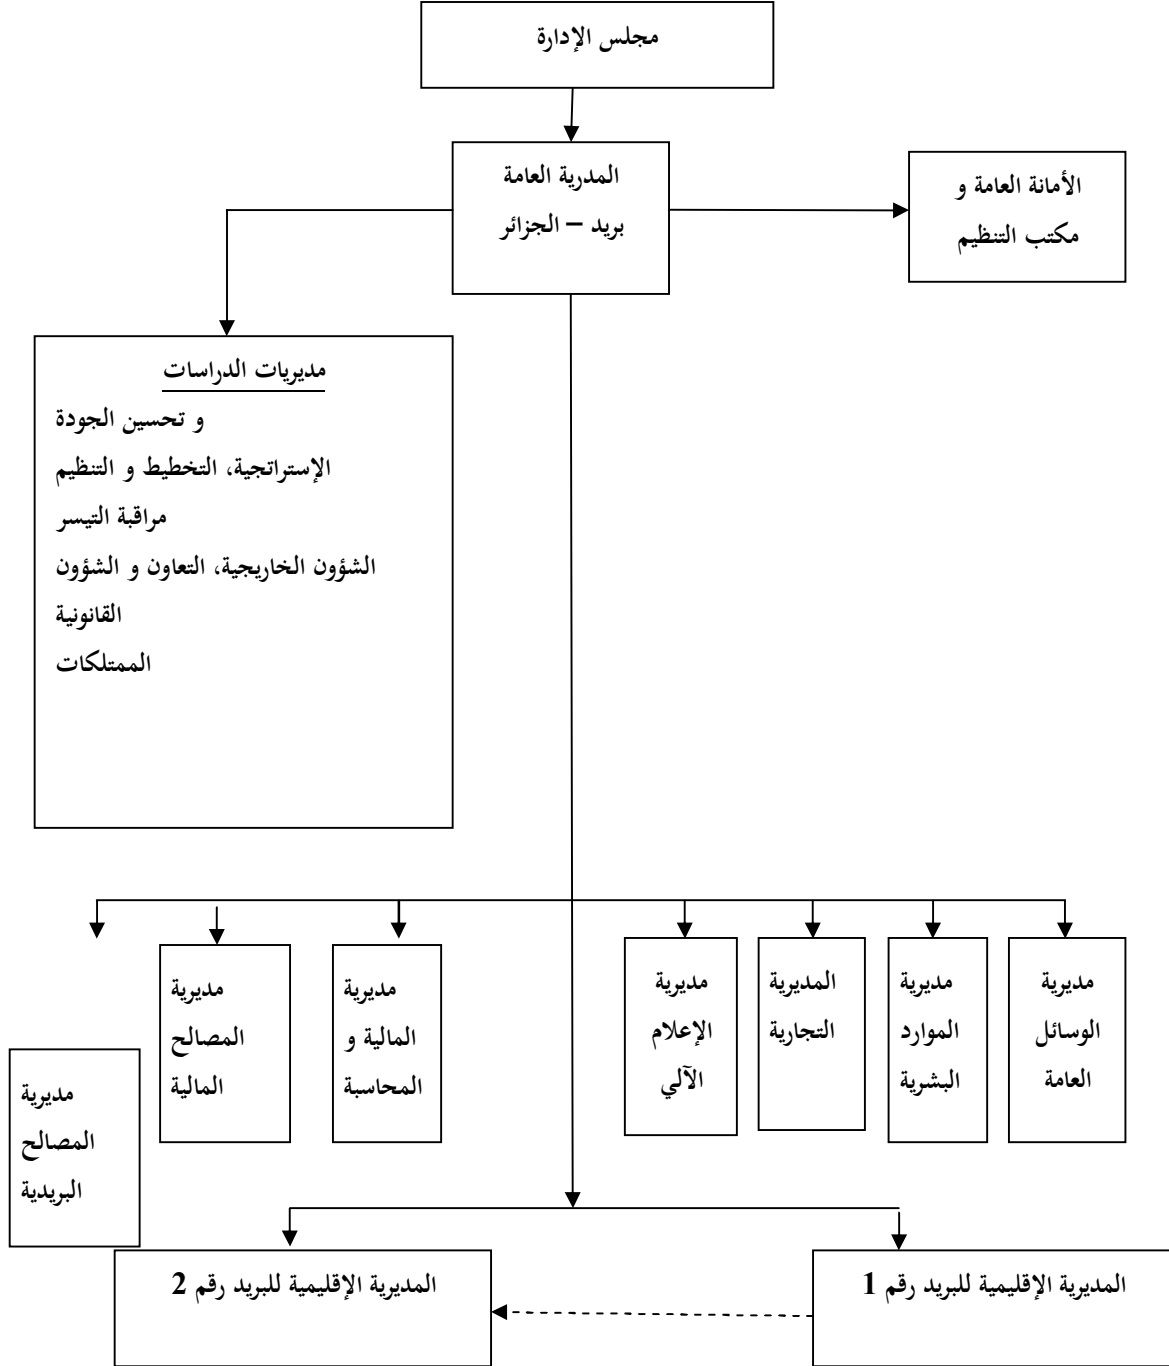 مجلس الإدارة
المدرية العامة
بريد – الجزائر
الأمانة العامة و
مكتب التنظيم
مديريات الدراسات
و تحسين الجودة
الإستراتجية، التخطيط و التنظيم
مراقبة التيسر
الشؤون الخاريجية، التعاون و الشؤون
القانونية
الممتلكات
مديرية
الوسائل
العامة
مديرية
الموارد
البشرية
المديرية
التجارية
مديرية
الإعلام
الآلي
مديرية
المالية و
المحاسبة
مديرية
المصالح
المالية
مديرية
المصالح
البريدية
المديرية الإقليمية للبريد رقم 1
المديرية الإقليمية للبريد رقم 2